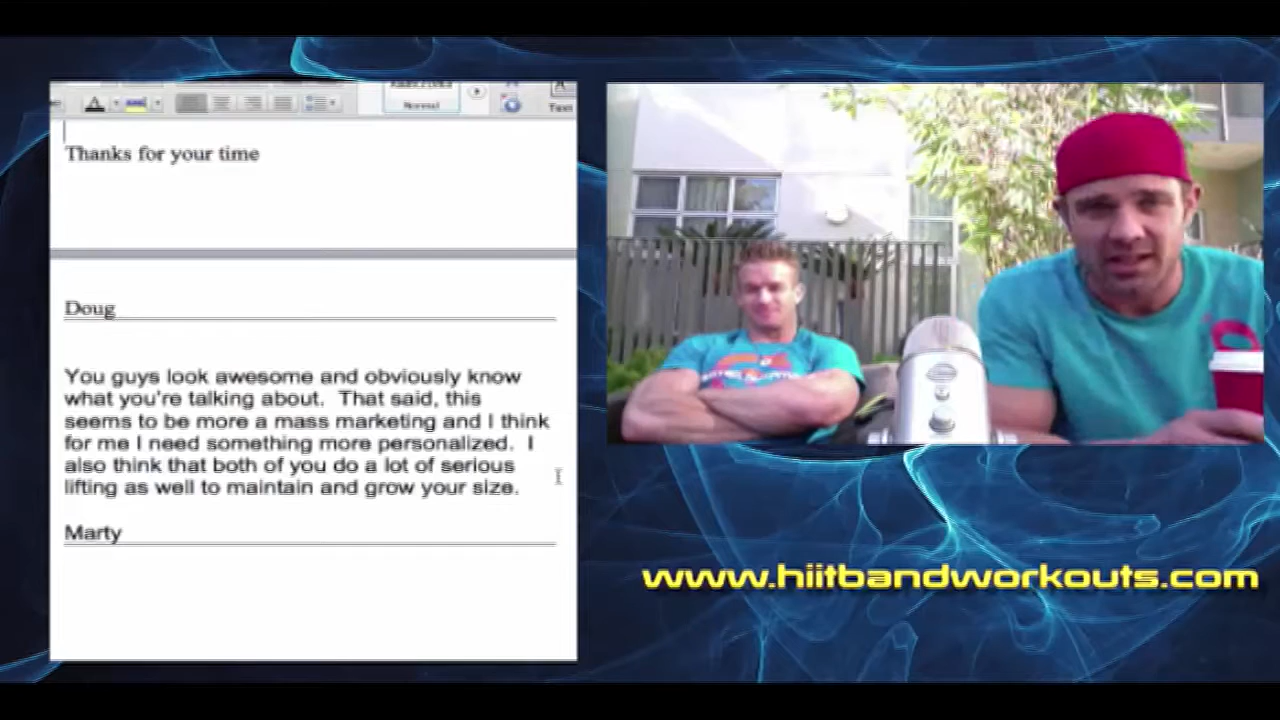 Normal
Text
Thanks for your time
Doug
You guys look awesome and obviously know
what you're talking about. That said, this
seems to be more a mass marketing and I think
for me I need something more personalized. I
also think that both of you do a lot of serious
lifting as well to maintain and grow your size.
Marty
www.hiitbandworkouts.com